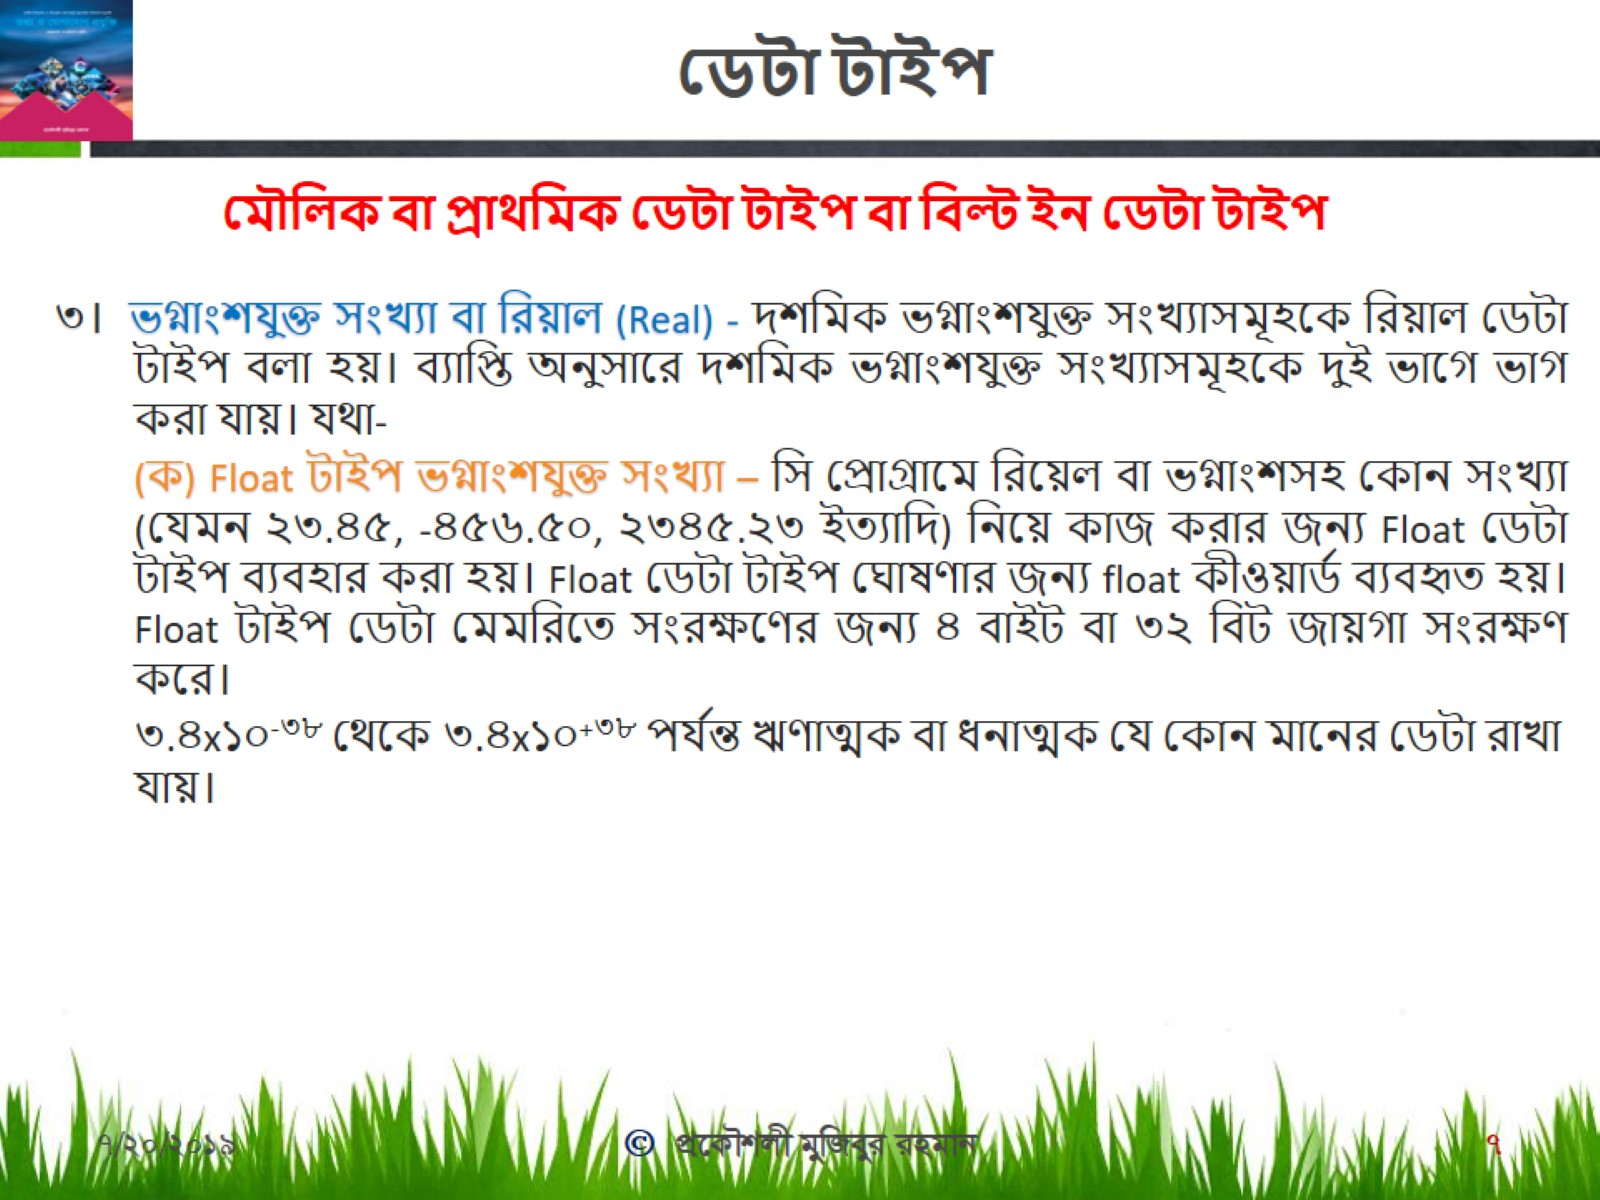 ডেটা টাইপ
মৌলিক বা প্রাথমিক ডেটা টাইপ বা বিল্ট ইন ডেটা টাইপ
৩। ভগ্নাংশযুক্ত সংখ্যা বা রিয়াল (Real) - দশমিক ভগ্নাংশযুক্ত সংখ্যাসমূহকে রিয়াল ডেটা
টাইপ বলা হয়। ব্যাপ্তি অনুসারে দশমিক ভগ্নাংশযুক্ত সংখ্যাসমূহকে দুই ভাগে ভাগ
করা যায়। যথা-
(ক) Float টাইপ ভগ্নাংশযুক্ত সংখ্যা – সি প্রোগ্রামে রিয়েল বা ভগ্নাংশসহ কোন সংখ্যা
(যেমন ২৩.৪৫, -৪৫৬.৫০, ২৩৪৫.২৩ ইত্যাদি) নিয়ে কাজ করার জন্য Float ডেটা
টাইপ ব্যবহার করা হয়। Float ডেটা টাইপ ঘোষণার জন্য float কীওয়ার্ড ব্যবহৃত হয়।
Float টাইপ ডেটা মেমরিতে সংরক্ষণের জন্য ৪ বাইট বা ৩২ বিট জায়গা সংরক্ষণ
করে।
৩.৪x১০⁻৩৮ থেকে ৩.৪x১০⁺৩৮ পর্যন্ত ঋণাত্মক বা ধনাত্মক যে কোন মানের ডেটা রাখা
যায়।
৭/২০/২০১৯ © প্রকৌশলী মুজিবুর রহমান ৭